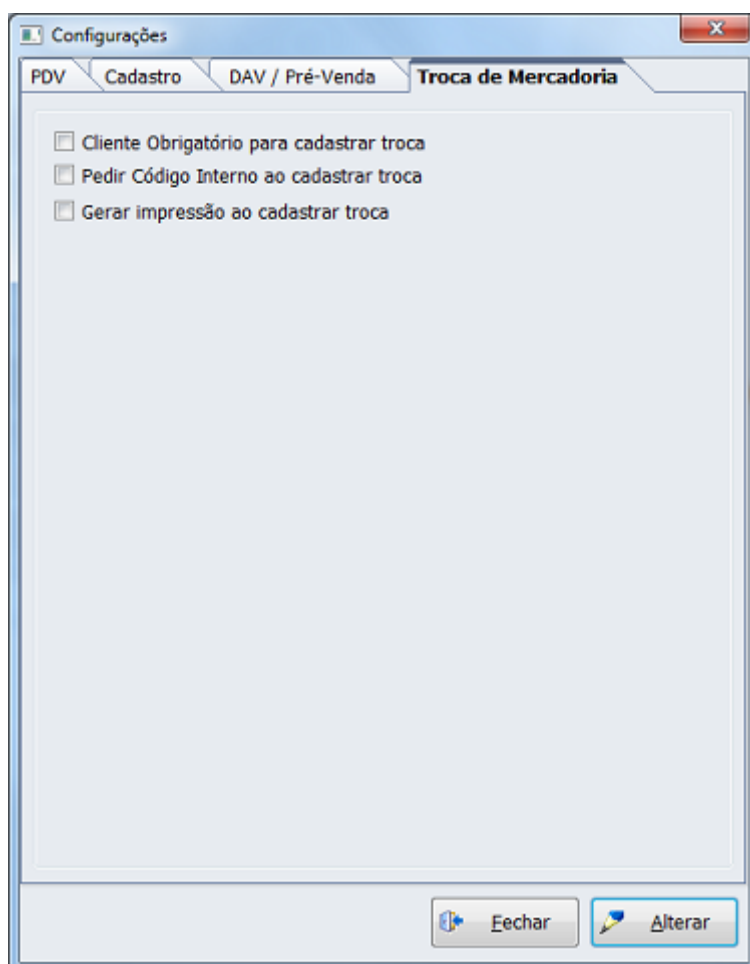 Configurações
PDV Cadastro DAV / Pré-Venda Troca de Mercadoria
Cliente Obrigatório para cadastrar troca
Pedir Código Interno ao cadastrar troca
Gerar impressão ao cadastrar troca
Fechar Alterar